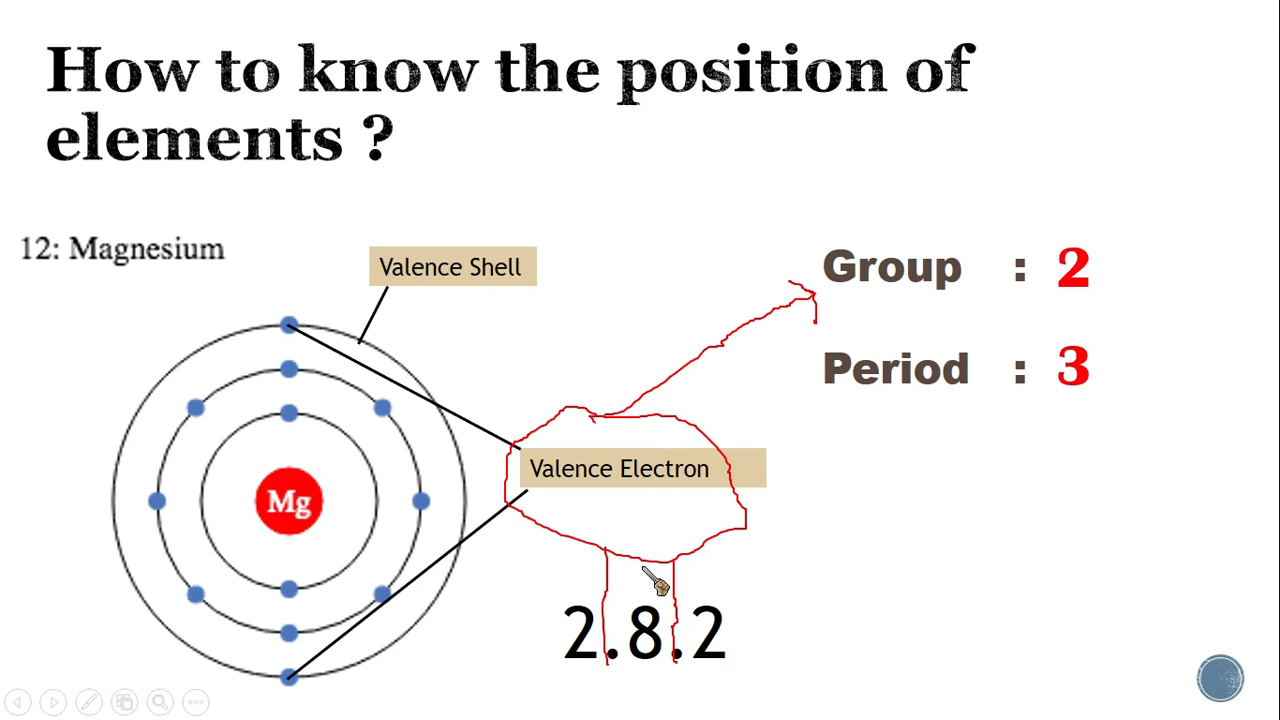 How to know the position of
elements ?
12: Magnesium
Valence Shell
Group : 2
Period : 3
Valence Electron
Mg
2.8.2